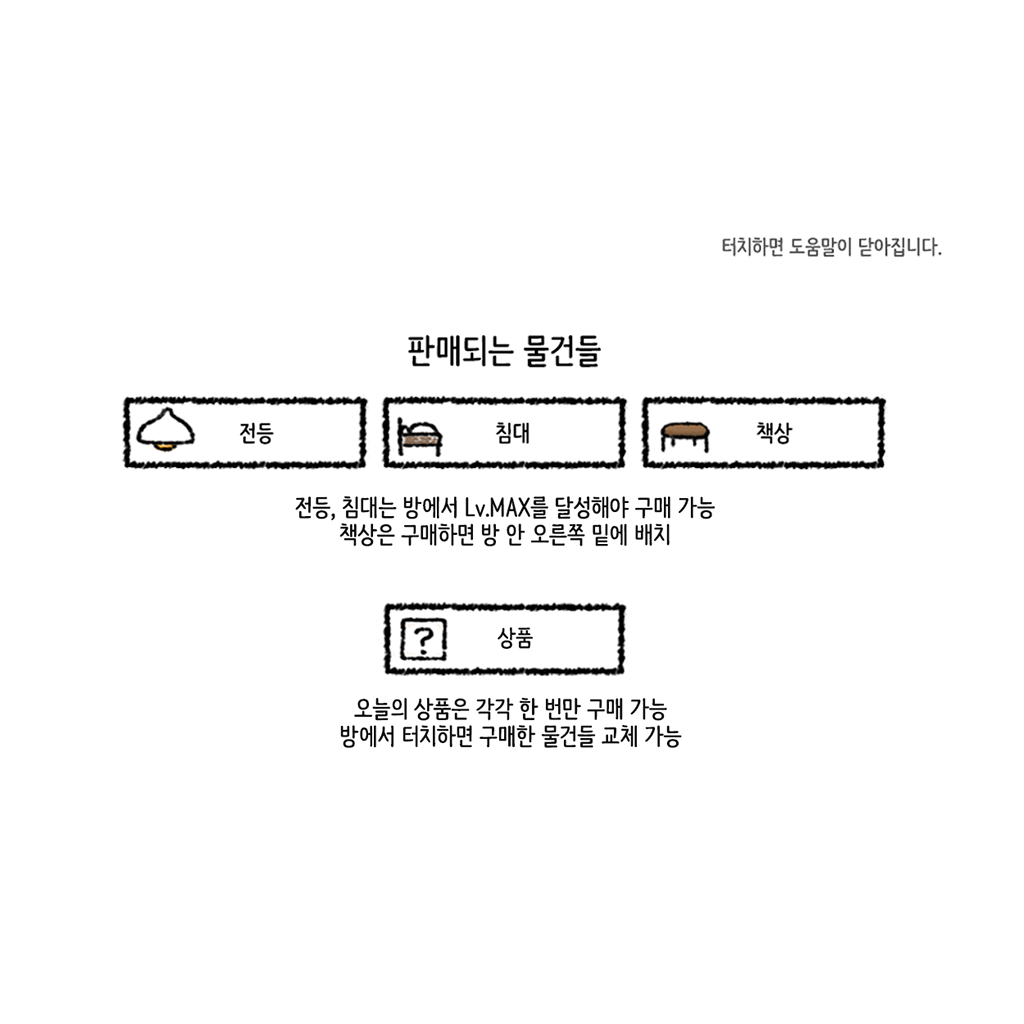 터치하면 도움말이 닫아집니다.
판매되는 물건들
전등
침대
책상
전등, 침대는 방에서 Lv.MAX를 달성해야 구매 가능
책상은 구매하면 방 안 오른쪽 밑에 배치
?
상품
오늘의 상품은 각각 한 번만 구매 가능
방에서 터치하면 구매한 물건들 교체 가능